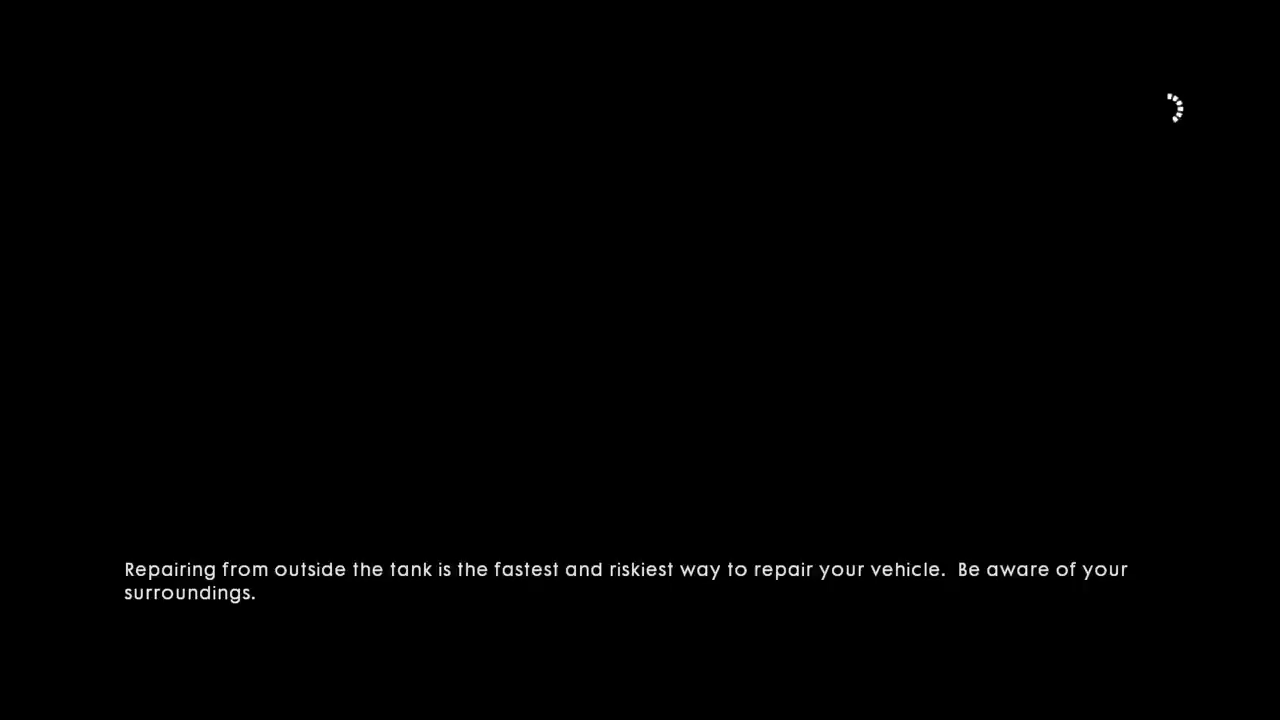 Repairing from outside the tank is the fastest and riskiest way to repair your vehicle.  Be aware of your
surroundings.